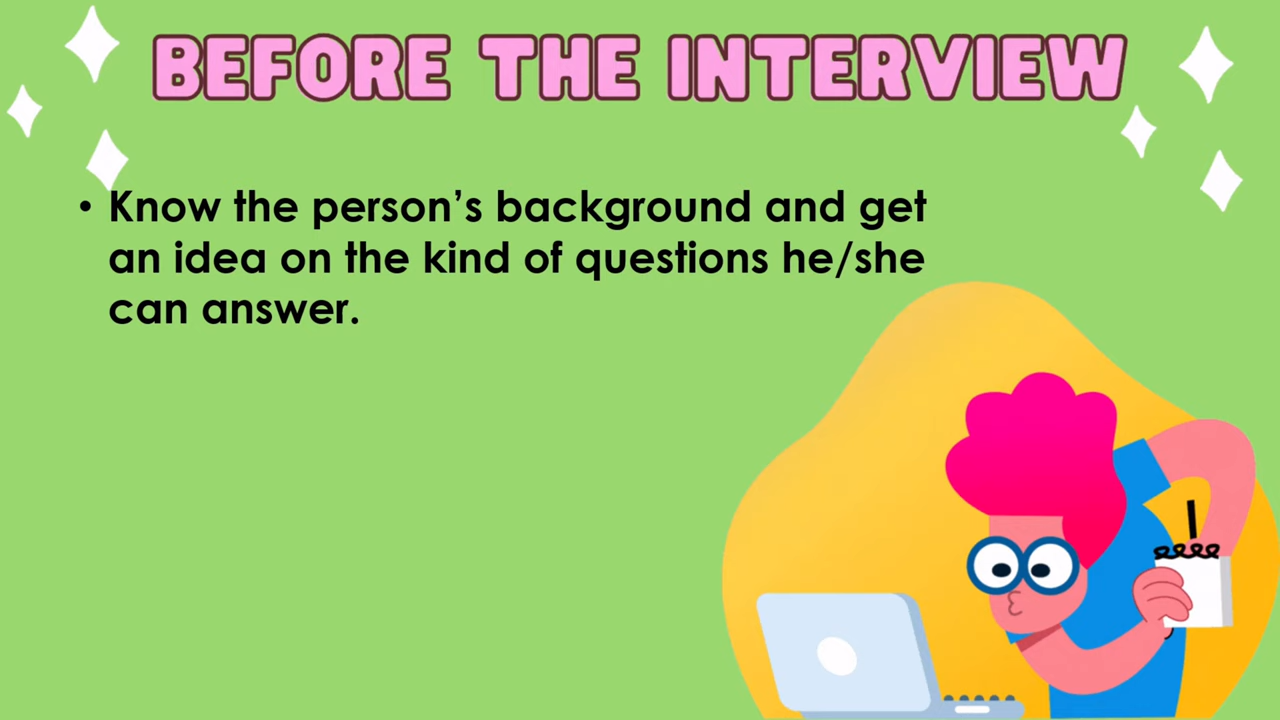 BEFORE THE INTERVIEW
• Know the person’s background and get
an idea on the kind of questions he/she
can answer.